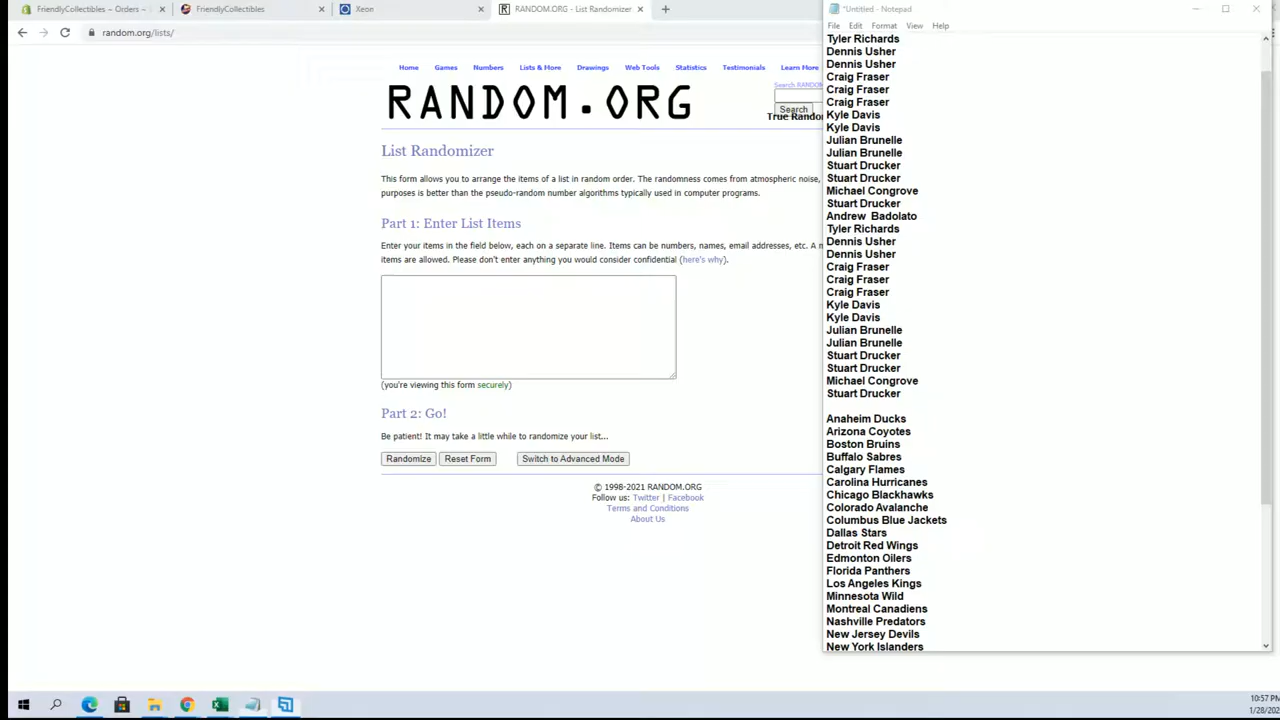 FriendlyCollectibles – Orders –
FriendlyCollectibles
Xeon
RANDOM.ORG - List Randomizer
random.org/lists/
Home Games Numbers Lists & More Drawings Web Tools Statistics Testimonials Learn More
Search RANDOM
RANDOM.ORG
Search
True Rando
List Randomizer
This form allows you to arrange the items of a list in random order. The randomness comes from atmospheric noise,
purposes is better than the pseudo-random number algorithms typically used in computer programs.
Part 1: Enter List Items
Enter your items in the field below, each on a separate line. Items can be numbers, names, email addresses, etc. A m
items are allowed. Please don't enter anything you would consider confidential (here's why).
(you're viewing this form securely)
Part 2: Go!
Be patient! It may take a little while to randomize your list...
Randomize Reset Form Switch to Advanced Mode
© 1998-2021 RANDOM.ORG
Follow us: Twitter | Facebook
Terms and Conditions
About Us
*Untitled - Notepad
File Edit Format View Help
Tyler Richards
Dennis Usher
Dennis Usher
Craig Fraser
Craig Fraser
Craig Fraser
Kyle Davis
Kyle Davis
Julian Brunelle
Julian Brunelle
Stuart Drucker
Stuart Drucker
Michael Congrove
Stuart Drucker
Andrew Badolato
Tyler Richards
Dennis Usher
Dennis Usher
Craig Fraser
Craig Fraser
Craig Fraser
Kyle Davis
Kyle Davis
Julian Brunelle
Julian Brunelle
Stuart Drucker
Stuart Drucker
Michael Congrove
Stuart Drucker
Anaheim Ducks
Arizona Coyotes
Boston Bruins
Buffalo Sabres
Calgary Flames
Carolina Hurricanes
Chicago Blackhawks
Colorado Avalanche
Columbus Blue Jackets
Dallas Stars
Detroit Red Wings
Edmonton Oilers
Florida Panthers
Los Angeles Kings
Minnesota Wild
Montreal Canadiens
Nashville Predators
New Jersey Devils
New York Islanders
10:57
1/28/202